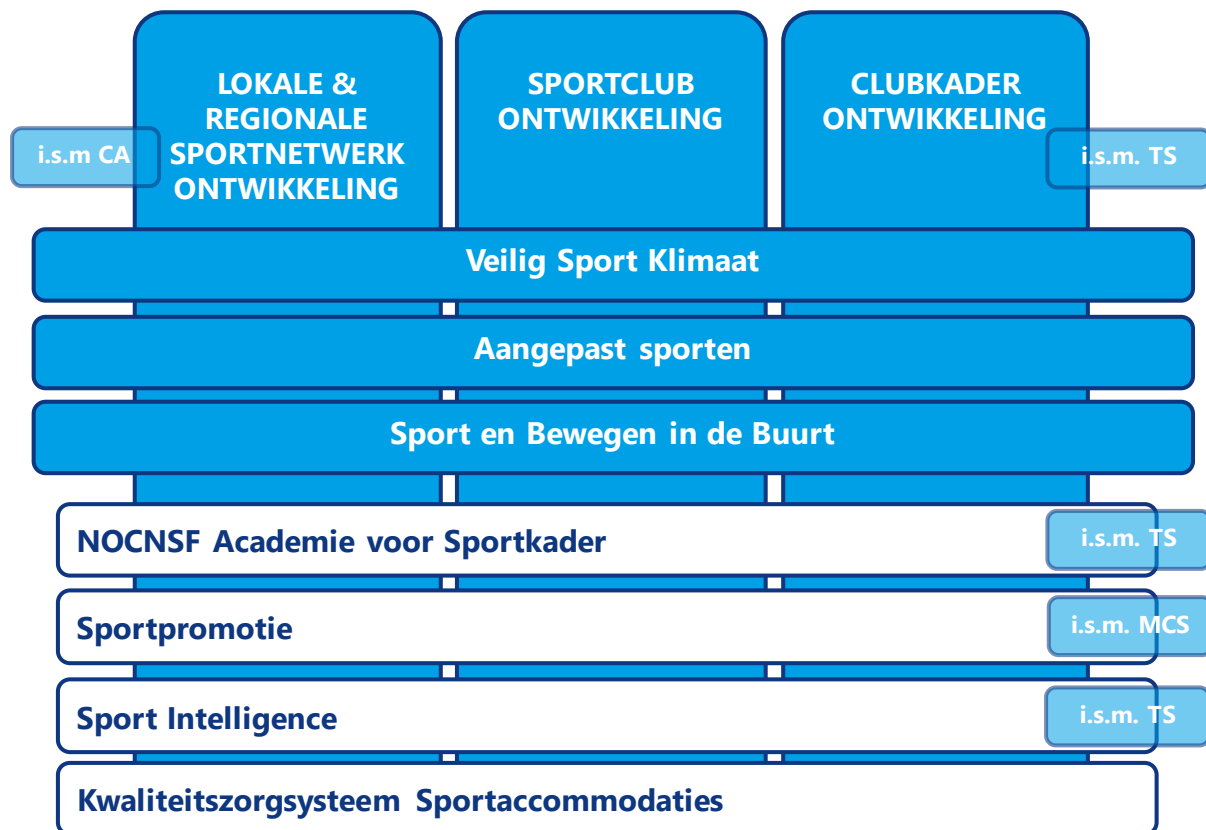 LOKALE &
REGIONALE
SPORTNETWERK
ONTWIKKELING
SPORTCLUB
ONTWIKKELING
CLUBKADER
ONTWIKKELING
i.s.m CA
i.s.m. TS
Veilig Sport Klimaat
Aangepast sporten
Sport en Bewegen in de Buurt
NOCNSF Academie voor Sportkader
i.s.m. TS
Sportpromotie
i.s.m. MCS
Sport Intelligence
i.s.m. TS
Kwaliteitszorgsysteem Sportaccommodaties